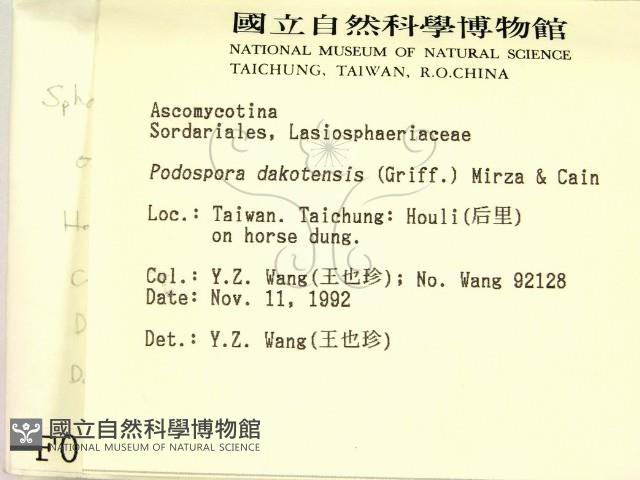 國立自然科學博物館
NATIONAL MUSEUM OF NATURAL SCIENCE
TAICHUNG, TAIWAN, R.O.CHINA
Ascomycotina
Sordariales, Lasiosphaeriaceae
Podospora dakotensis (Griff.) Mirza & Cain
Loc.: Taiwan. Taichung: Houli(后里)
on horse dung.
Col.: Y.Z. Wang(王也珍); No. Wang 92128
Date: Nov. 11, 1992
Det.: Y.Z. Wang(王也珍)
國立自然科學博物館
NATIONAL MUSEUM OF NATURAL SCIENCE
F0